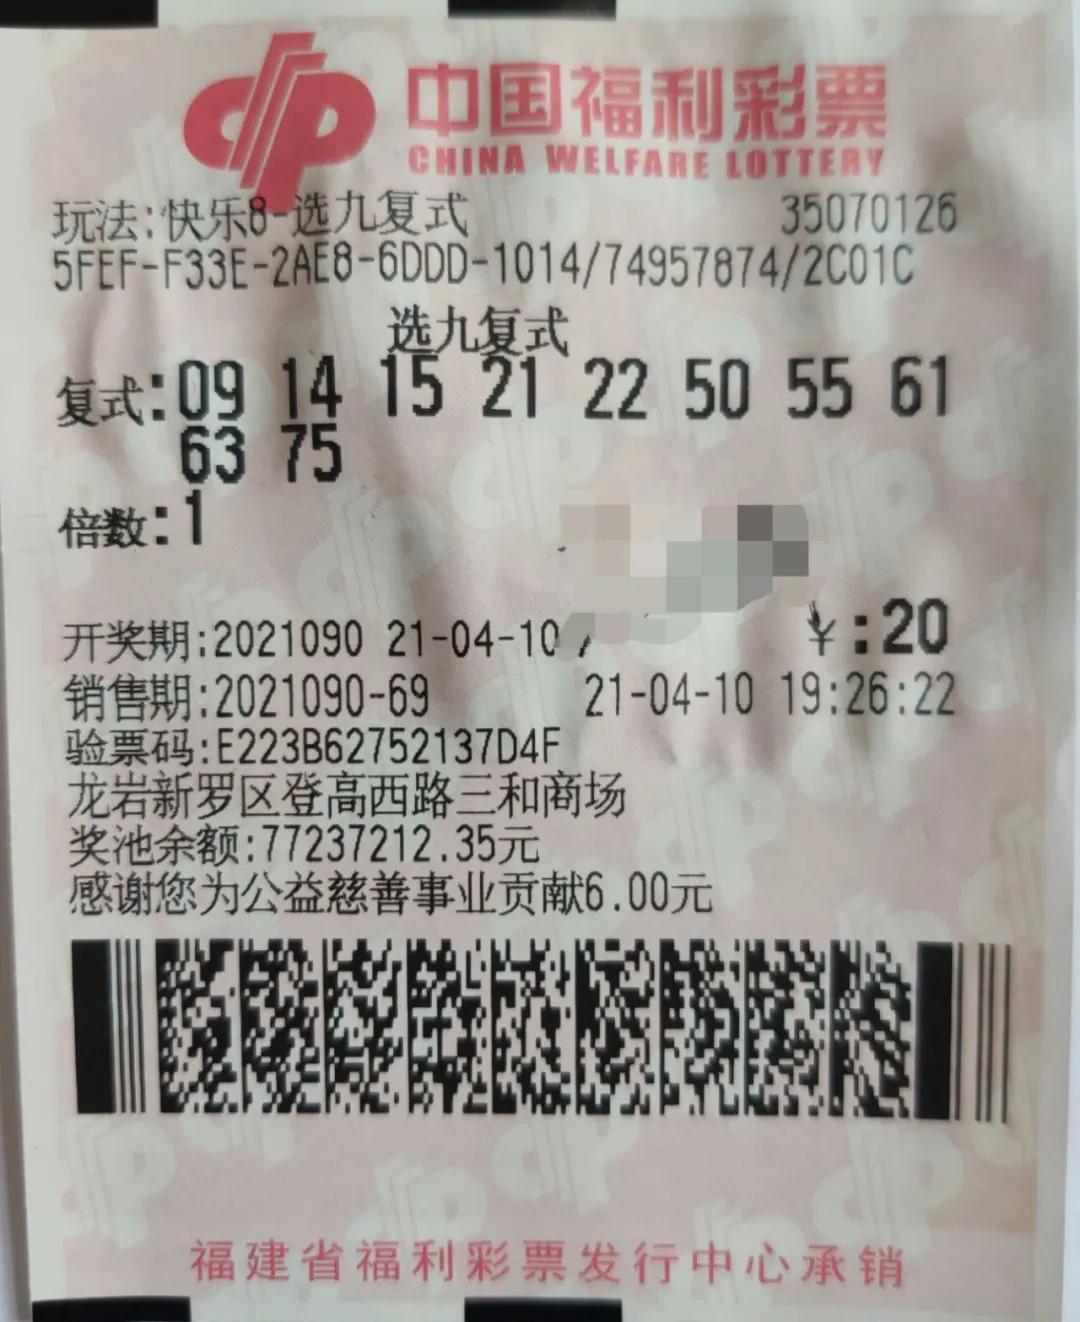 中国福利彩票
CHINA WELFARE LOTTERY
玩法:快乐8-选九复式 35070126
5FEF-F33E-2AE8-6DDD-1014/74957874/2C01C
选九复式
复式:09 14 15 21 22 50 55 61
63 75
倍数:1
¥:20
开奖期:2021090 21-04-10
销售期:2021090-69 21-04-10 19:26:22
验票码:E223B62752137D4F
龙岩新罗区登高西路三和商场
奖池余额:77237212.35元
感谢您为公益慈善事业贡献6.00元
福建省福利彩票发行中心承销